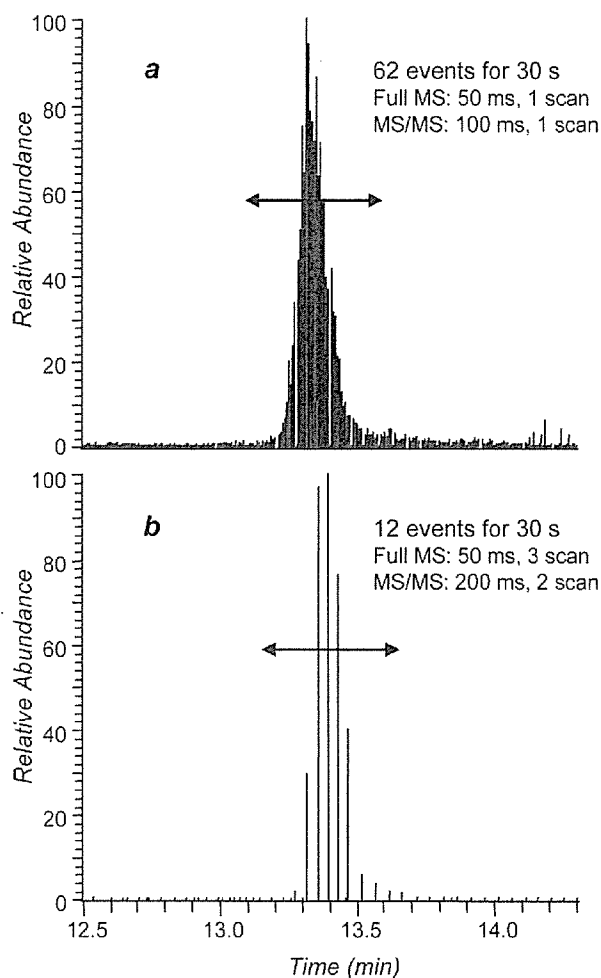 100
80
60
40
20
0
Relative Abundance
a
62 events for 30 s
Full MS: 50 ms, 1 scan
MS/MS: 100 ms, 1 scan
100
80
60
40
20
0
Relative Abundance
b
12 events for 30 s
Full MS: 50 ms, 3 scan
MS/MS: 200 ms, 2 scan
12.5 13.0 13.5 14.0
Time (min)